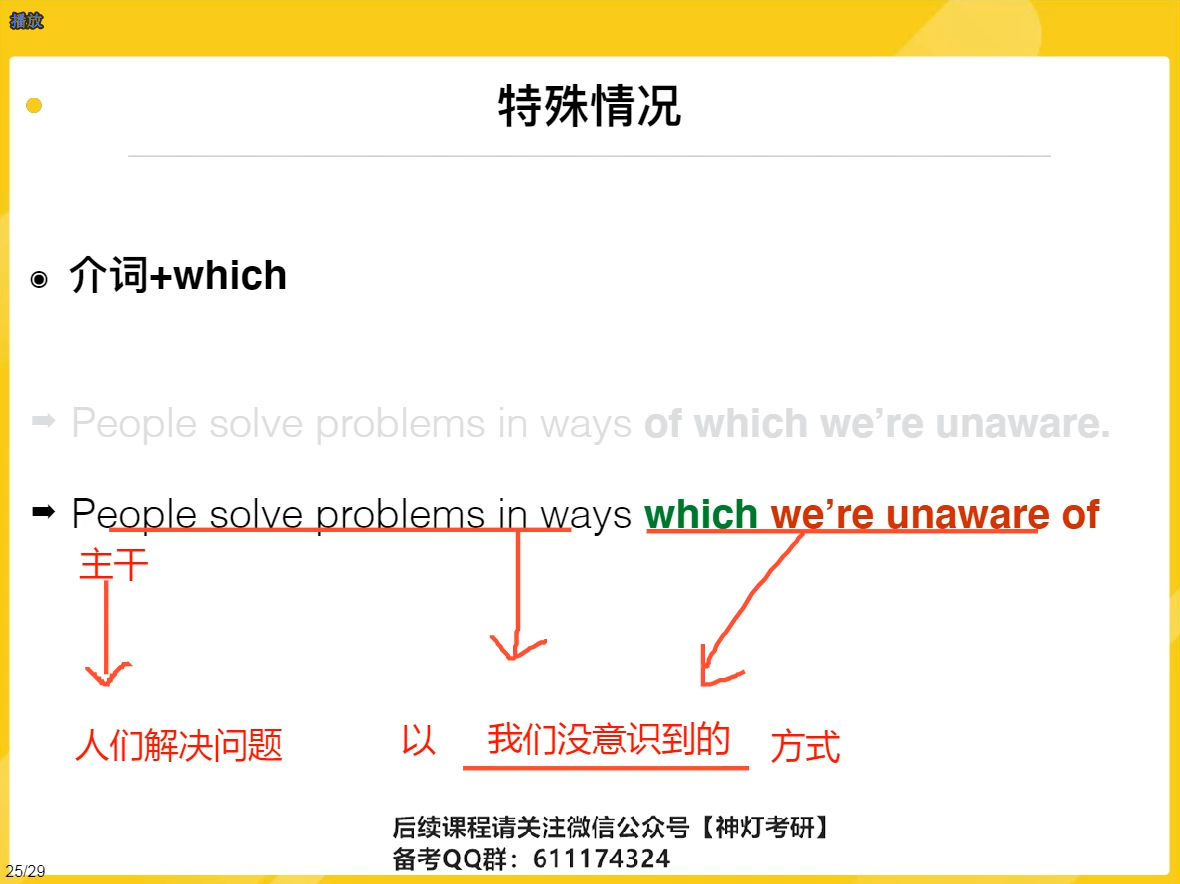 播放
特殊情况
介词+which
People solve problems in ways of which we’re unaware.
People solve problems in ways which we’re unaware of
主干
人们解决问题 以 我们没意识到的 方式
后续课程请关注微信公众号【神灯考研】
备考QQ群：611174324
25/29